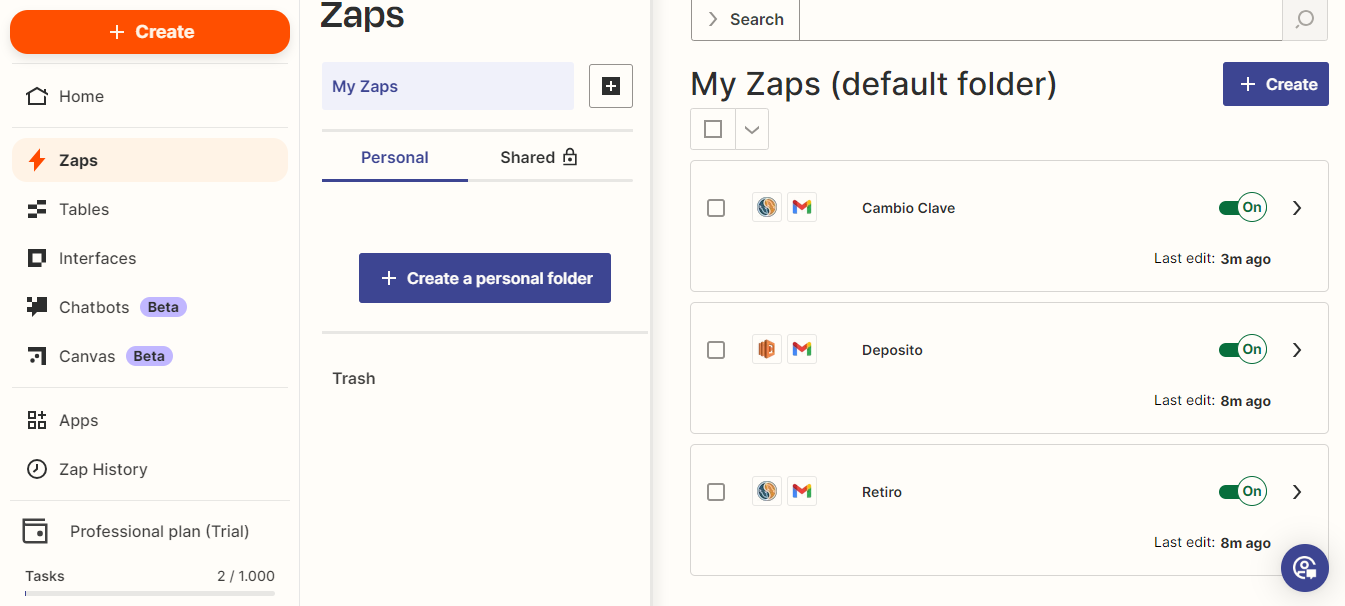 Create
Home
Zaps
Tables
Interfaces
Chatbots Beta
Canvas Beta
Apps
Zap History
Professional plan (Trial)
Tasks 2 / 1.000
Zaps
My Zaps
Personal Shared
Create a personal folder
Trash
Search
My Zaps (default folder)
Create
Cambio Clave On
Last edit: 3m ago
Deposito On
Last edit: 8m ago
Retiro On
Last edit: 8m ago